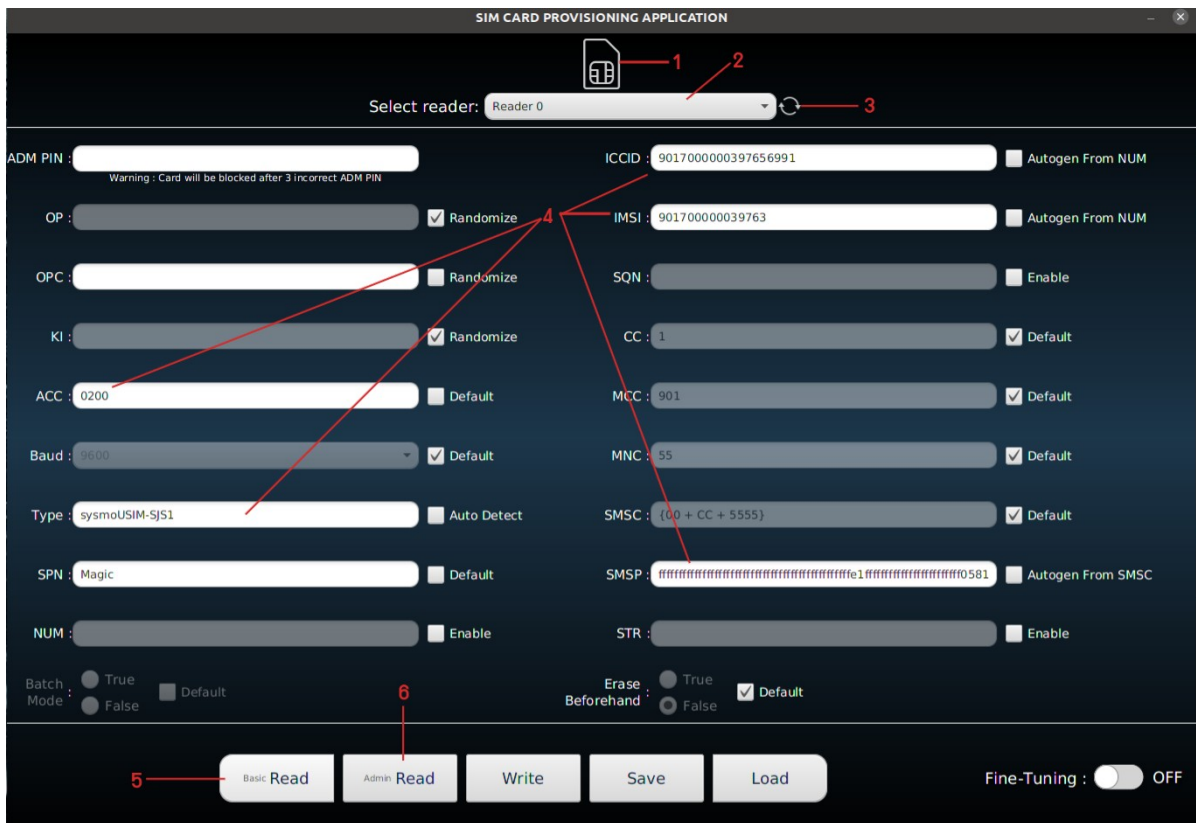 SIM CARD PROVISIONING APPLICATION
1
2
Select reader: Reader 0
3
ADM PIN :
Warning : Card will be blocked after 3 incorrect ADM PIN
ICCID : 9017000000397656991 Autogen From NUM
OP : Randomize
4
IMSI : 901700000039763 Autogen From NUM
OPC : Randomize
SQN : Enable
KI : Randomize
CC : 1 Default
ACC : 0200 Default
MCC : 901 Default
Baud : 9600 Default
MNC : 55 Default
Type : sysmoUSIM-SJS1 Auto Detect
SMSC : {00 + CC + 5555} Default
SPN : Magic Default
SMSP : Autogen From SMSC
NUM : Enable
STR : Enable
Batch Mode : True False Default
6
Erase Beforehand : True False Default
5
Basic Read
Admin Read
Write
Save
Load
Fine-Tuning : OFF